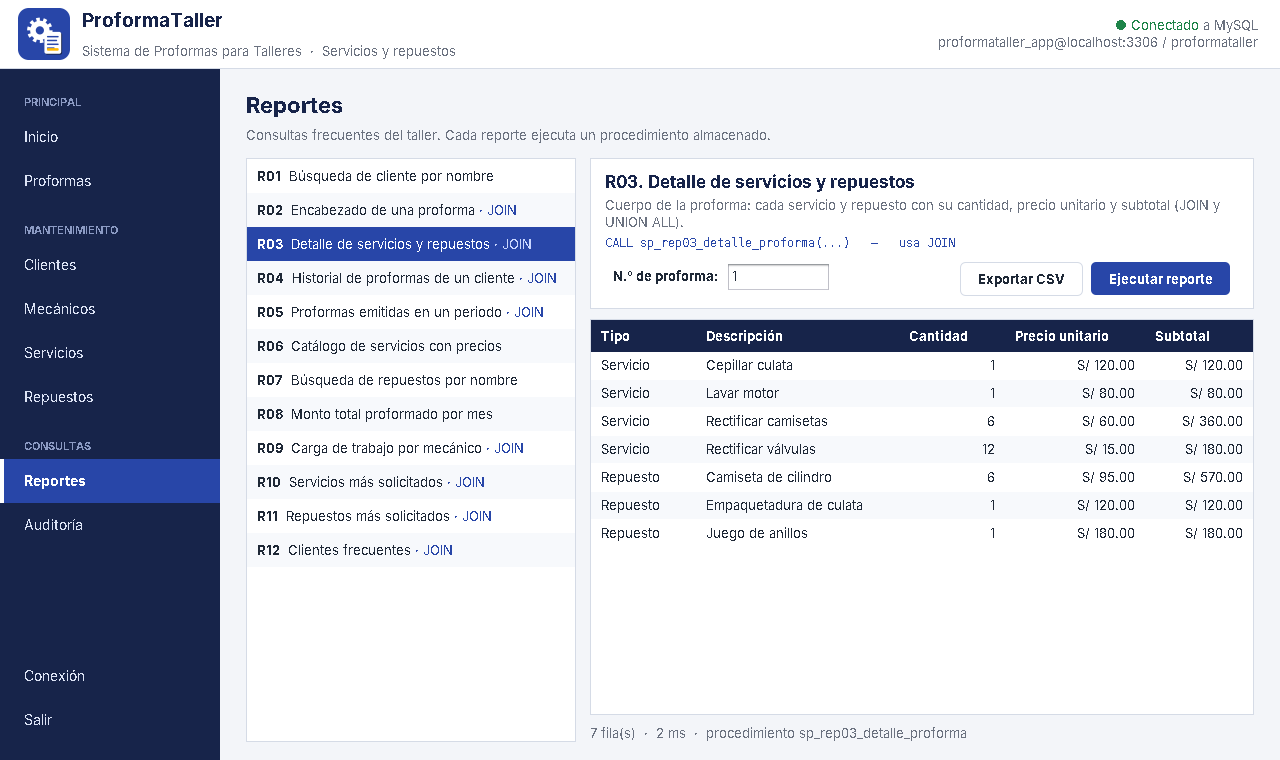 ProformaTaller
Sistema de Proformas para Talleres · Servicios y repuestos
● Conectado a MySQL
proformataller_app@localhost:3306 / proformataller
PRINCIPAL
Inicio
Proformas
MANTENIMIENTO
Clientes
Mecánicos
Servicios
Repuestos
CONSULTAS
Reportes
Auditoría
Conexión
Salir
Reportes
Consultas frecuentes del taller. Cada reporte ejecuta un procedimiento almacenado.
R01 Búsqueda de cliente por nombre
R02 Encabezado de una proforma · JOIN
R03 Detalle de servicios y repuestos · JOIN
R04 Historial de proformas de un cliente · JOIN
R05 Proformas emitidas en un periodo · JOIN
R06 Catálogo de servicios con precios
R07 Búsqueda de repuestos por nombre
R08 Monto total proformado por mes
R09 Carga de trabajo por mecánico · JOIN
R10 Servicios más solicitados · JOIN
R11 Repuestos más solicitados · JOIN
R12 Clientes frecuentes · JOIN
R03. Detalle de servicios y repuestos
Cuerpo de la proforma: cada servicio y repuesto con su cantidad, precio unitario y subtotal (JOIN y
UNION ALL).
CALL sp_rep03_detalle_proforma(...) — usa JOIN
N.º de proforma: 1 Exportar CSV Ejecutar reporte
Tipo Descripción Cantidad Precio unitario Subtotal
Servicio Cepillar culata 1 S/ 120.00 S/ 120.00
Servicio Lavar motor 1 S/ 80.00 S/ 80.00
Servicio Rectificar camisetas 6 S/ 60.00 S/ 360.00
Servicio Rectificar válvulas 12 S/ 15.00 S/ 180.00
Repuesto Camiseta de cilindro 6 S/ 95.00 S/ 570.00
Repuesto Empaquetadura de culata 1 S/ 120.00 S/ 120.00
Repuesto Juego de anillos 1 S/ 180.00 S/ 180.00
7 fila(s) · 2 ms · procedimiento sp_rep03_detalle_proforma